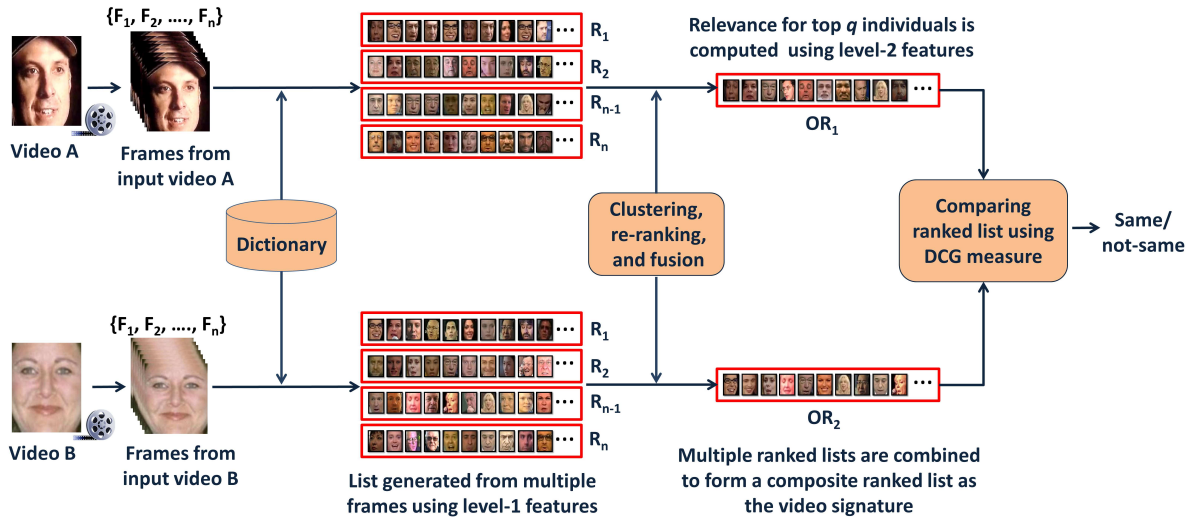 {F1, F2, ...., Fn}
Video A
Frames from
input video A
R1
R2
Rn-1
Rn
Relevance for top q individuals is
computed using level-2 features
OR1
Dictionary
Clustering,
re-ranking,
and fusion
Comparing
ranked list using
DCG measure
Same/
not-same
{F1, F2, ...., Fn}
Video B
Frames from
input video B
R1
R2
Rn-1
Rn
List generated from multiple
frames using level-1 features
OR2
Multiple ranked lists are combined
to form a composite ranked list as
the video signature